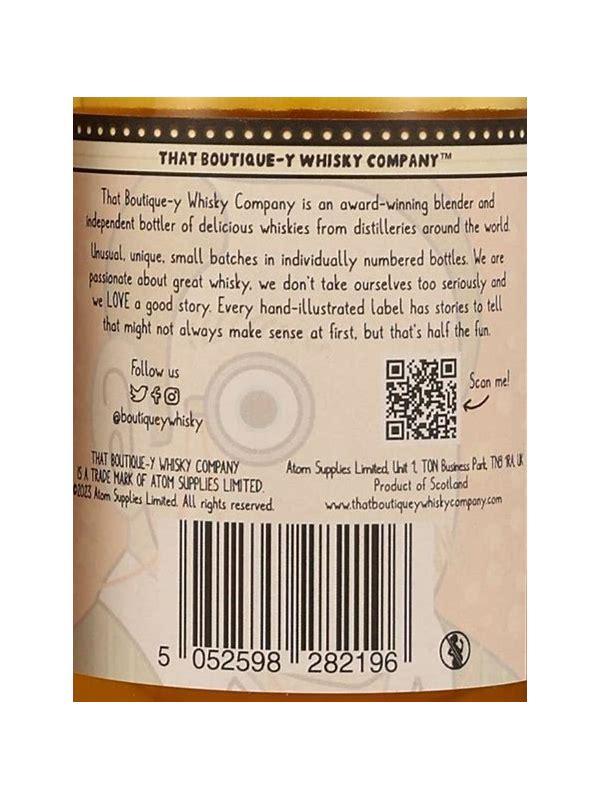 THAT BOUTIQUE-Y WHISKY COMPANY™
That Boutique-y Whisky Company is an award-winning blender and
independent bottler of delicious whiskies from distilleries around the world.
Unusual, unique, small batches in individually numbered bottles. We are
passionate about great whisky, we don't take ourselves too seriously and
we LOVE a good story. Every hand-illustrated label has stories to tell
that might not always make sense at first, but that's half the fun.
Follow us
@boutiqueywhisky
Scan me!
THAT BOUTIQUE-Y WHISKY COMPANY
IS A TRADE MARK OF ATOM SUPPLIES LIMITED.
©2023 Atom Supplies Limited. All rights reserved.
Atom Supplies Limited, Unit 1, TON Business Park, TN8 1RA, UK
Product of Scotland
www.thatboutiqueywhiskycompany.com
5 052598 282196